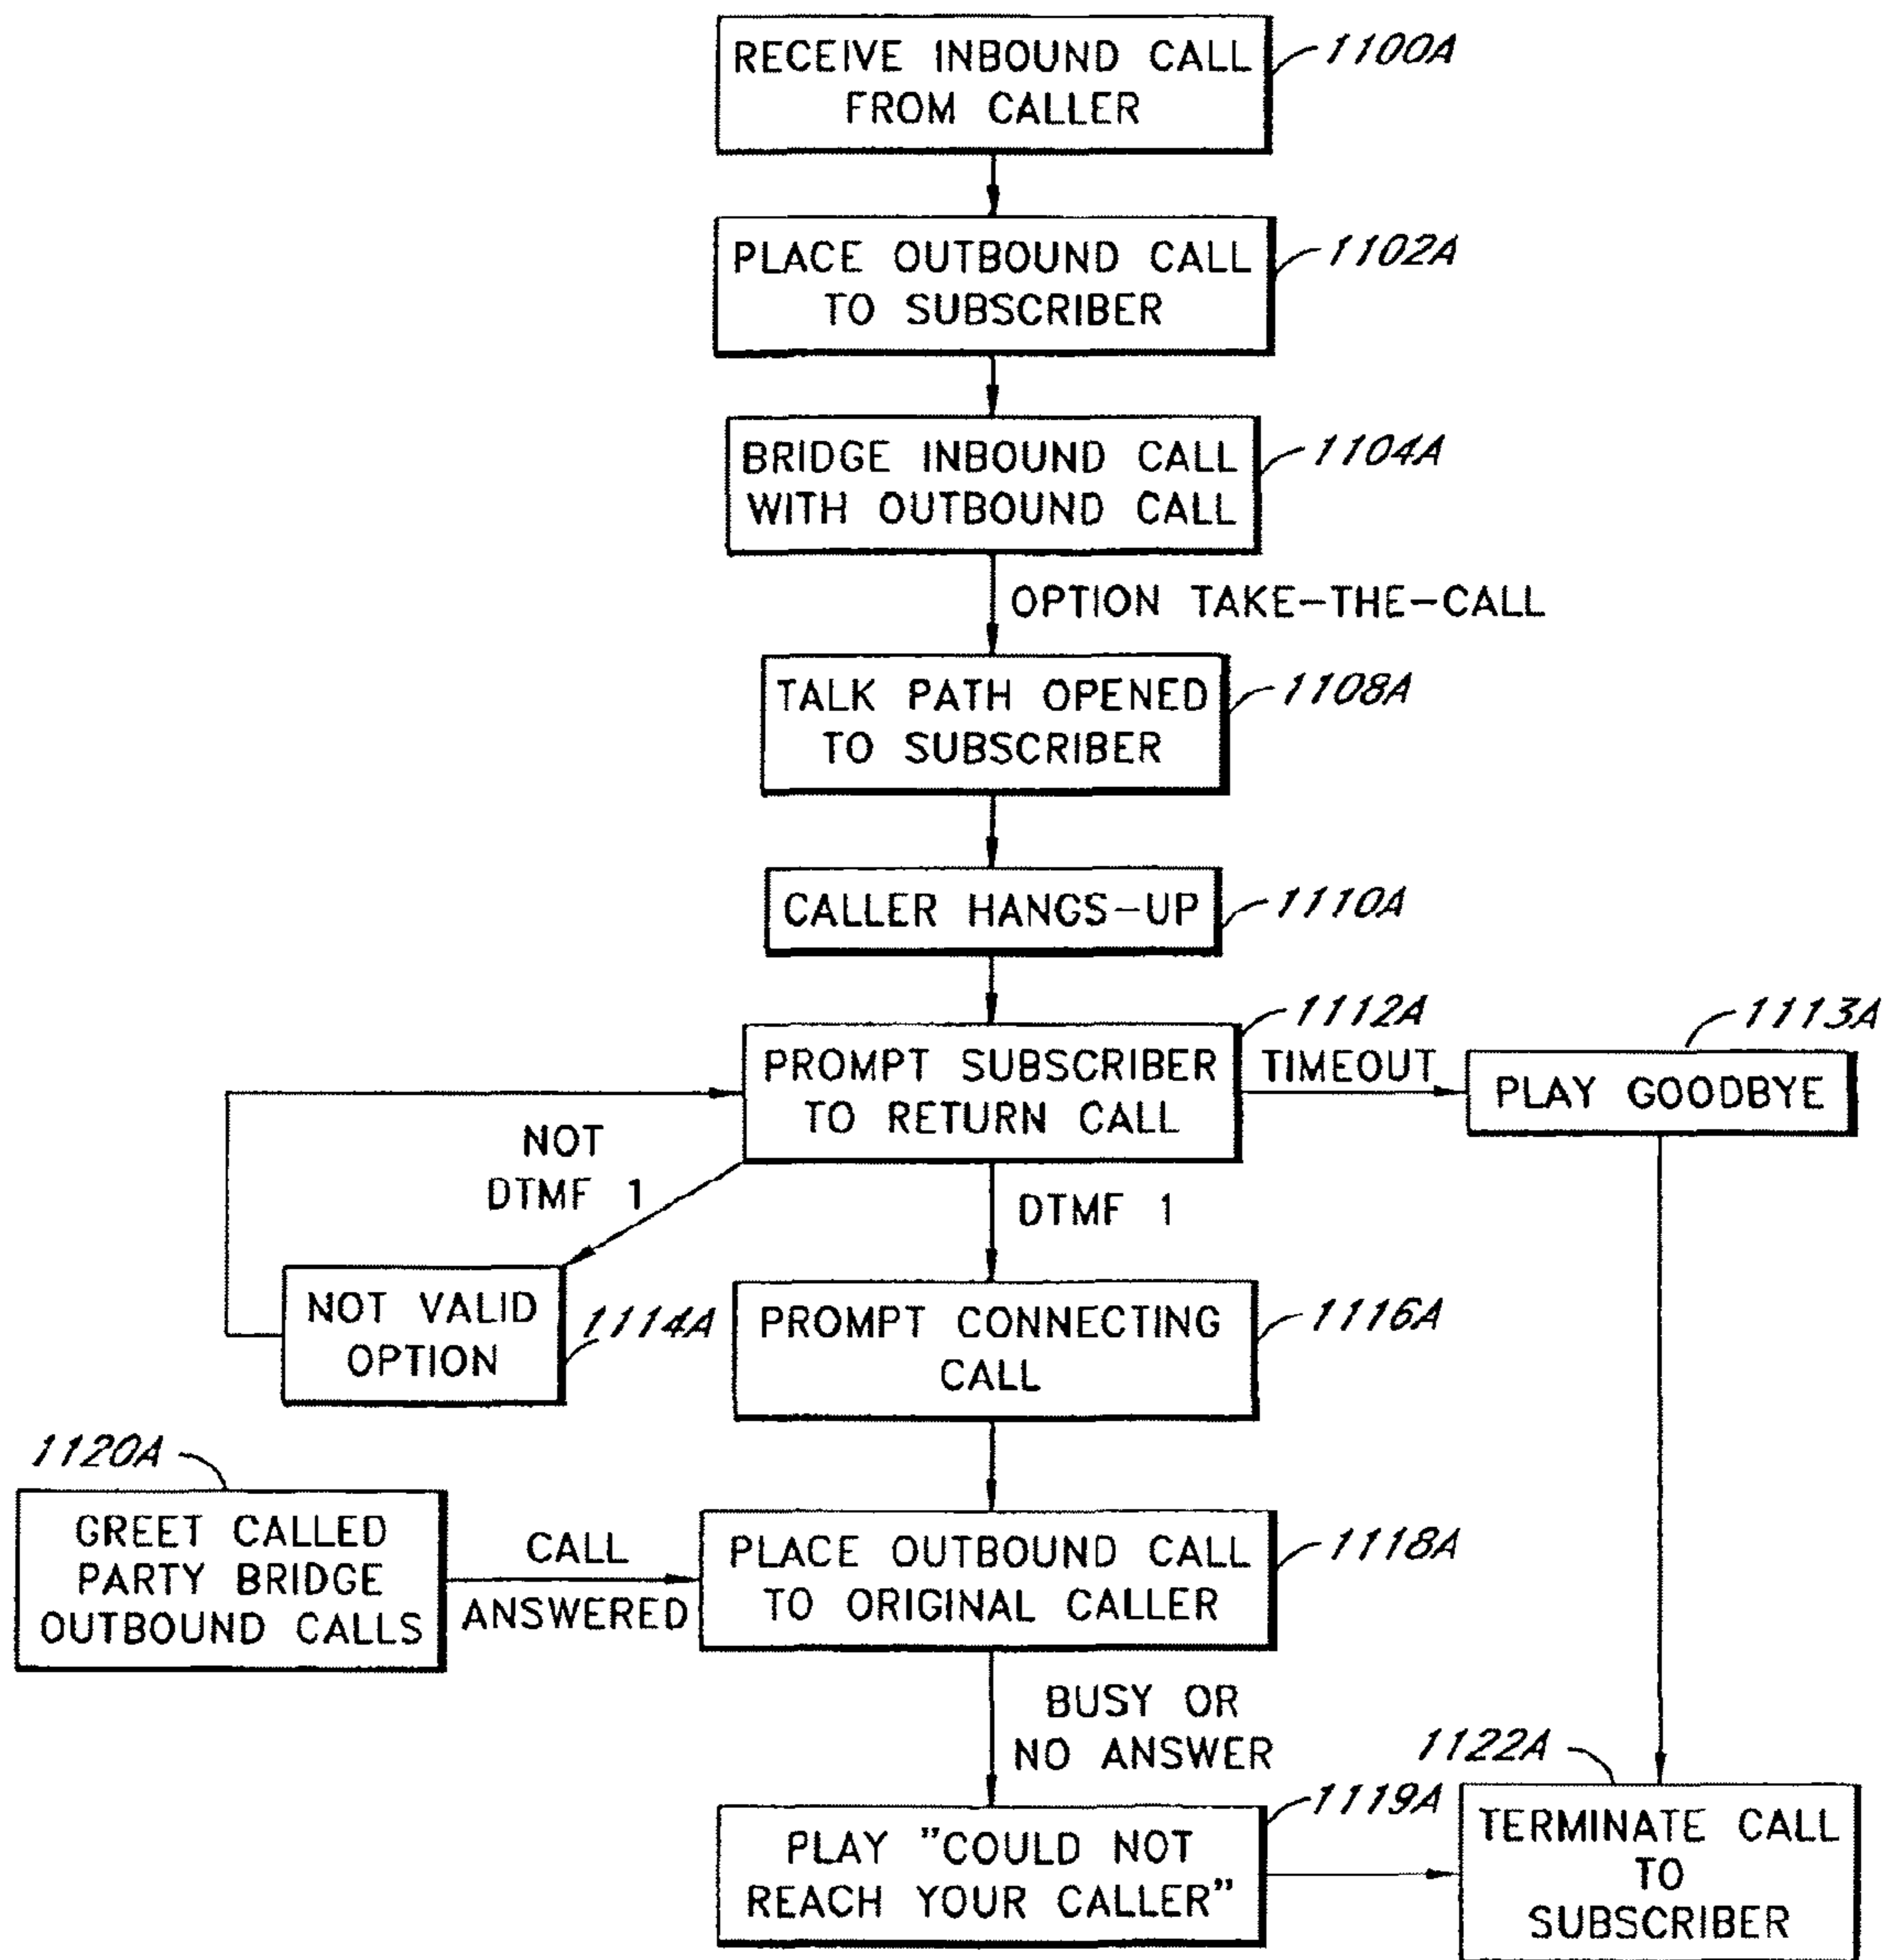 RECEIVE INBOUND CALL
FROM CALLER
1100A
PLACE OUTBOUND CALL
TO SUBSCRIBER
1102A
BRIDGE INBOUND CALL
WITH OUTBOUND CALL
1104A
OPTION TAKE-THE-CALL
TALK PATH OPENED
TO SUBSCRIBER
1108A
CALLER HANGS-UP
1110A
PROMPT SUBSCRIBER
TO RETURN CALL
1112A
TIMEOUT
1113A
PLAY GOODBYE
NOT
DTMF 1
DTMF 1
NOT VALID
OPTION
1114A
PROMPT CONNECTING
CALL
1116A
1120A
GREET CALLED
PARTY BRIDGE
OUTBOUND CALLS
CALL
ANSWERED
PLACE OUTBOUND CALL
TO ORIGINAL CALLER
1118A
BUSY OR
NO ANSWER
PLAY "COULD NOT
REACH YOUR CALLER"
1119A
1122A
TERMINATE CALL
TO
SUBSCRIBER